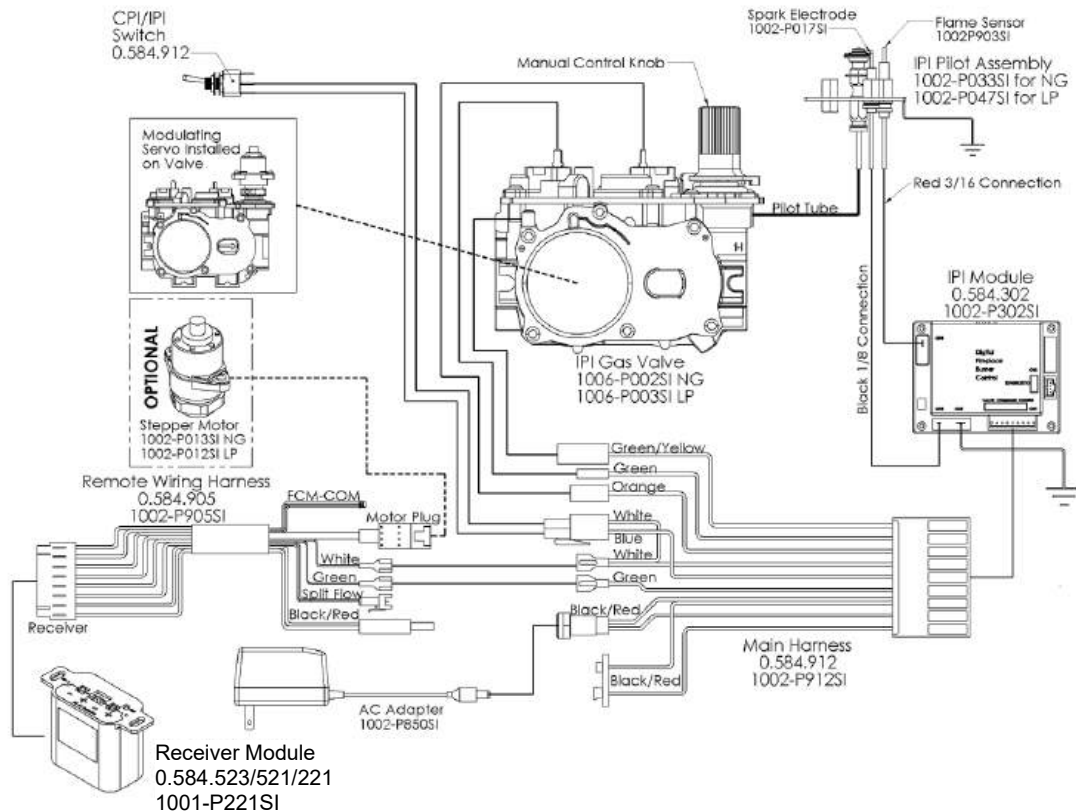 CPI/IPI
Switch
0.584.912
Spark Electrode
1002-P017SI
Flame Sensor
1002P903SI
IPI Pilot Assembly
1002-P033SI for NG
1002-P047SI for LP
Manual Control Knob
Modulating
Servo Installed
on Valve
Red 3/16 Connection
Pilot Tube
IPI Module
0.584.302
1002-P302SI
Black 1/8 Connection
Digital
Fireplace
Burner
Control
OPTIONAL
Stepper Motor
1002-P013SI NG
1002-P012SI LP
IPI Gas Valve
1006-P002SI NG
1006-P003SI LP
Green/Yellow
Green
Orange
White
Blue
White
Green
Remote Wiring Harness
0.584.905
1002-P905SI
FCM-COM
Motor Plug
White
Green
Split Flow
Black/Red
Receiver
Black/Red
Black/Red
Main Harness
0.584.912
1002-P912SI
AC Adapter
1002-P850SI
Receiver Module
0.584.523/521/221
1001-P221SI